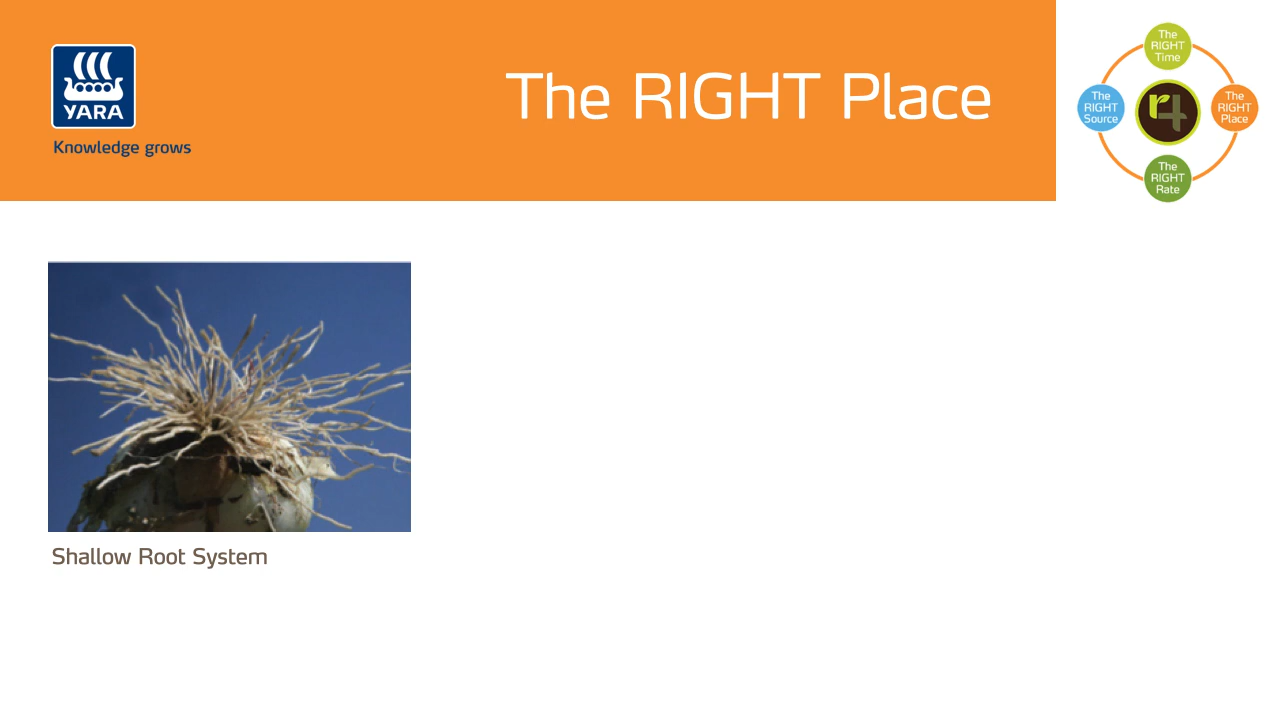 YARA
Knowledge grows
The RIGHT Place
The
RIGHT
Time
The
RIGHT
Source
r4
The
RIGHT
Place
The
RIGHT
Rate
Shallow Root System